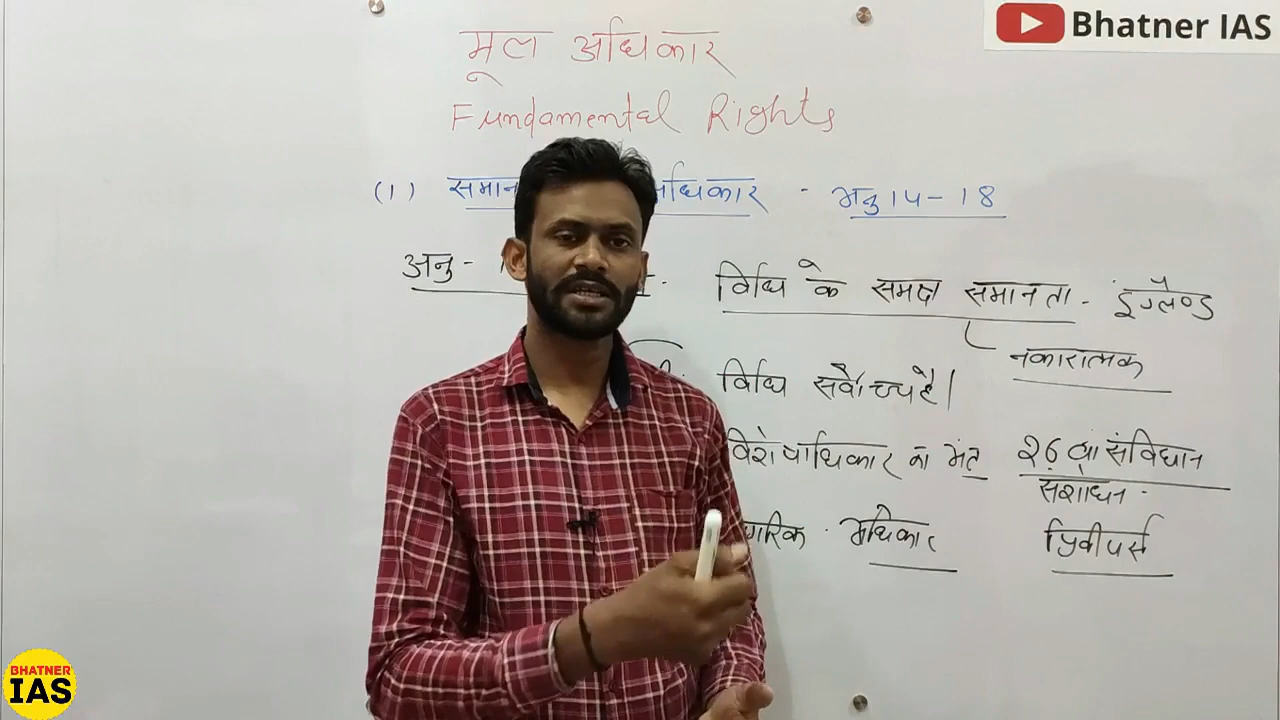 Bhatner IAS
मूल अधिकार
Fundamental Rights
(1) समान अधिकार - अनु 14-18
अनु -
विधि के समक्ष समानता - इंग्लैण्ड
नकारात्मक
विधि सर्वोच्च है।
विशेषाधिकार का अंत
26 वा संविधान
संशोधन -
अधिकार
प्रिवीपर्स
BHATNER
IAS